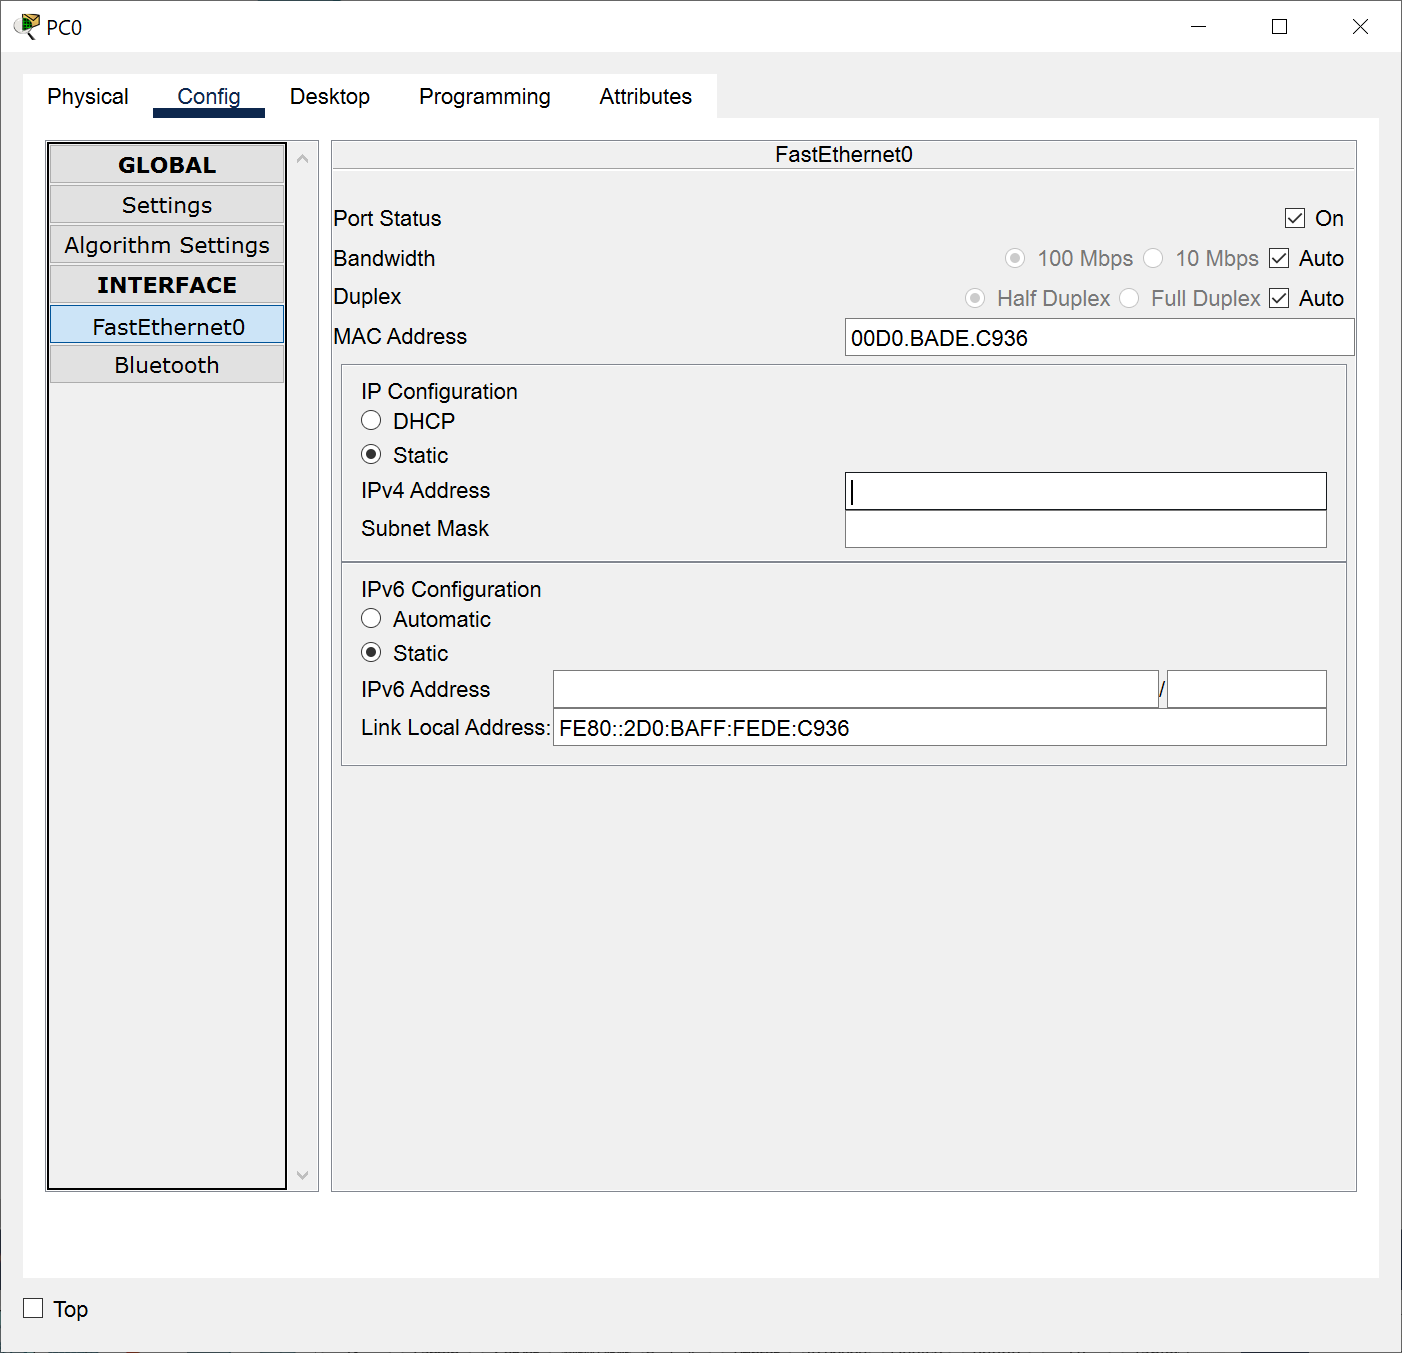 PC0
Physical Config Desktop Programming Attributes
GLOBAL
Settings
Algorithm Settings
INTERFACE
FastEthernet0
Bluetooth
FastEthernet0
Port Status On
Bandwidth 100 Mbps 10 Mbps Auto
Duplex Half Duplex Full Duplex Auto
MAC Address 00D0.BADE.C936
IP Configuration
DHCP
Static
IPv4 Address
Subnet Mask
IPv6 Configuration
Automatic
Static
IPv6 Address /
Link Local Address: FE80::2D0:BAFF:FEDE:C936
Top